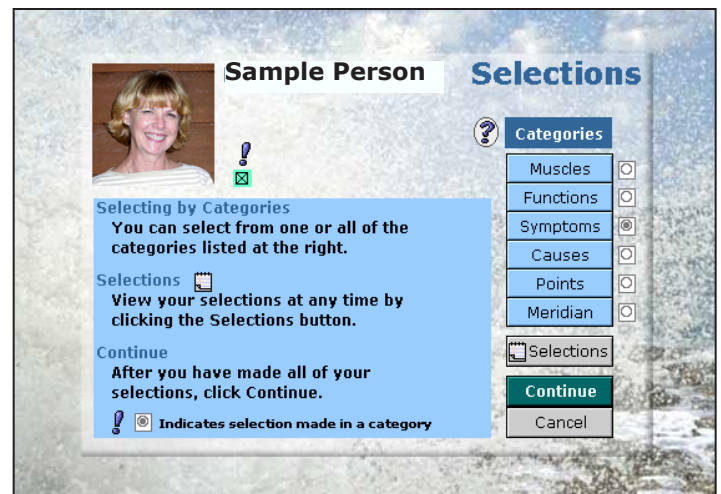 Sample Person
Selections
Categories
Muscles
Functions
Symptoms
Causes
Points
Meridian
Selections
Continue
Cancel
Selecting by Categories
You can select from one or all of the
categories listed at the right.
Selections
View your selections at any time by
clicking the Selections button.
Continue
After you have made all of your
selections, click Continue.
Indicates selection made in a category